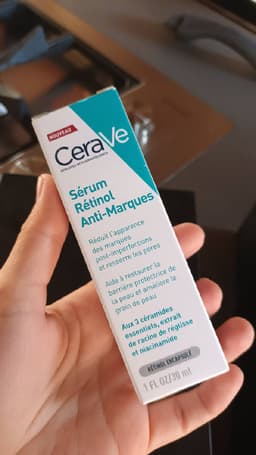 NOUVEAU
CeraVe
Sérum
Rétinol
Anti-Marques
Réduit l'apparence
des marques
post-imperfections
et resserre les pores
Aide à restaurer la
barrière protectrice de
la peau et améliore le
grain de peau
Aux 3 céramides
essentiels, extrait
de racine de réglisse
et niacinamide
RÉTINOL ENCAPSULÉ
1 FL OZ/30 ml